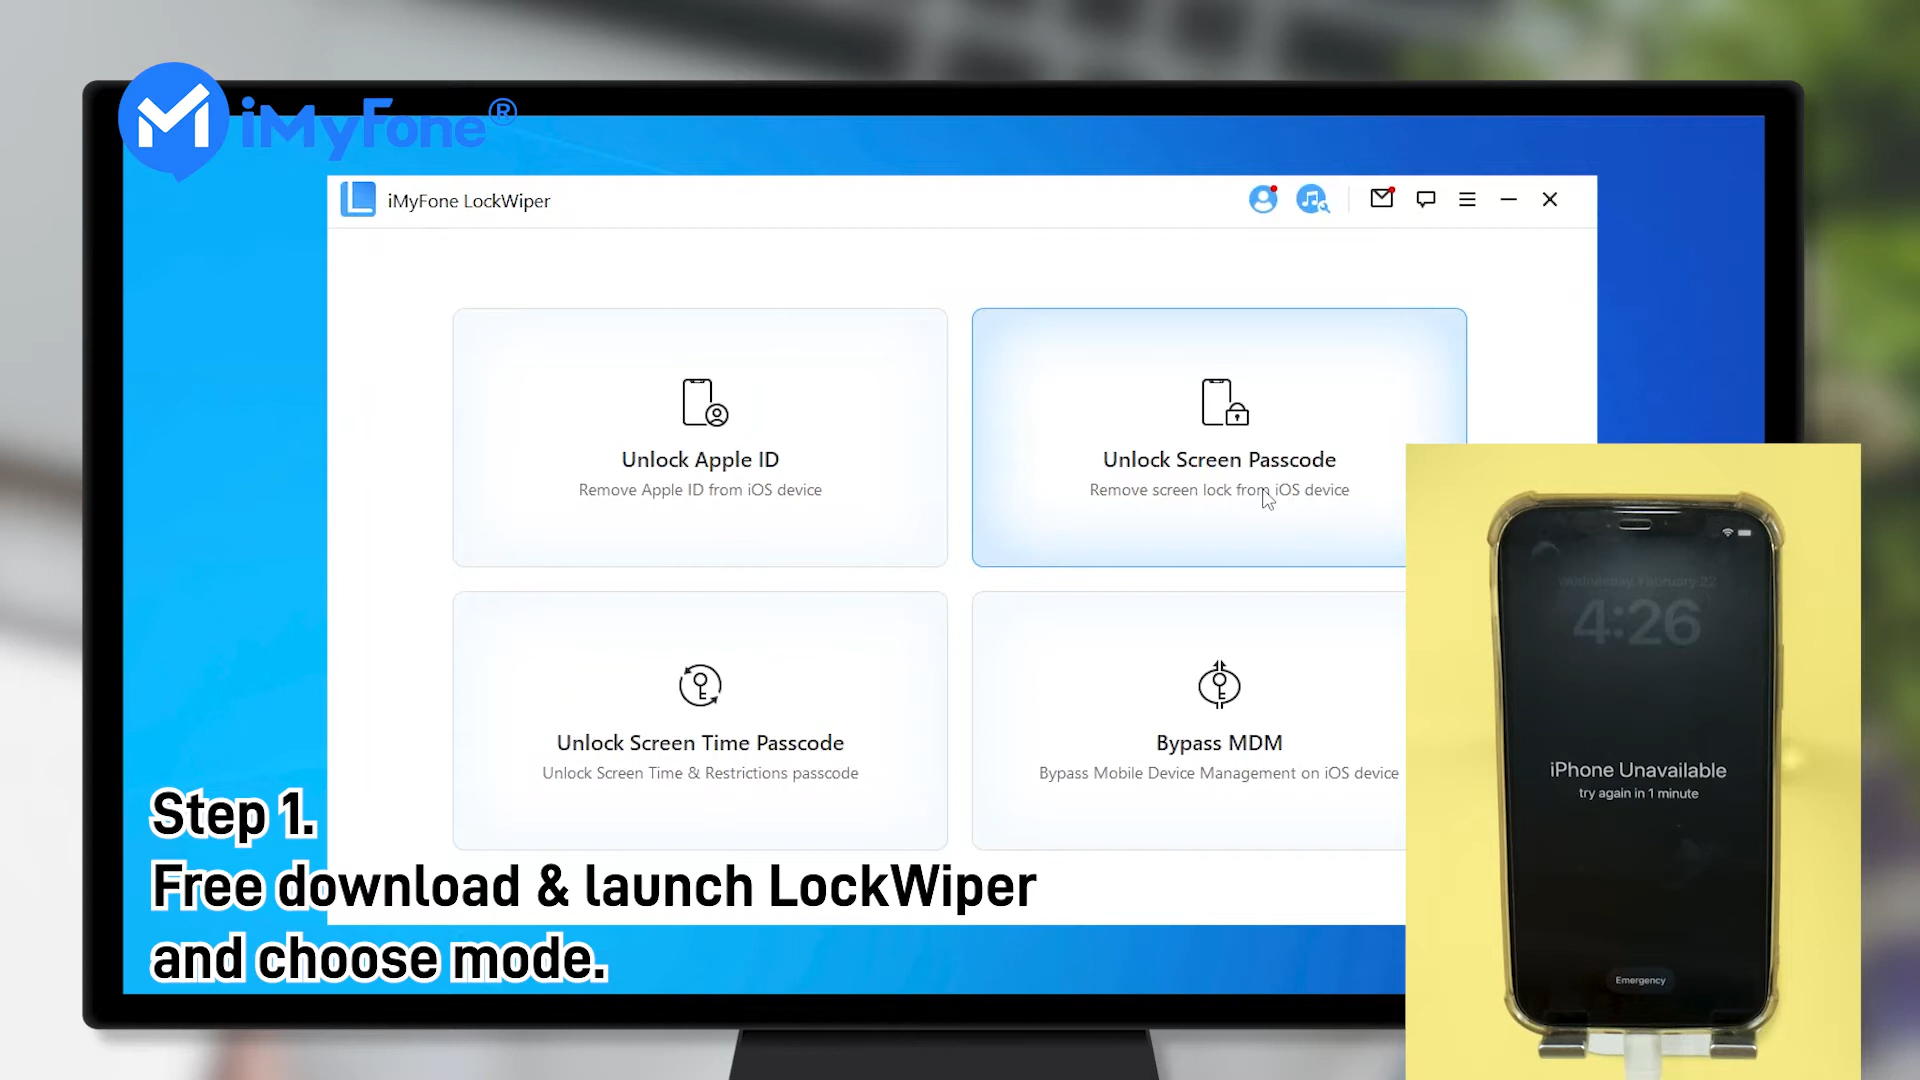 iMyFone®
iMyFone LockWiper
Unlock Apple ID
Remove Apple ID from iOS device
Unlock Screen Passcode
Remove screen lock from iOS device
Unlock Screen Time Passcode
Unlock Screen Time & Restrictions passcode
Bypass MDM
Bypass Mobile Device Management on iOS device
Step 1.
Free download & launch LockWiper
and choose mode.
Wednesday, February 22
4:26
iPhone Unavailable
try again in 1 minute
Emergency